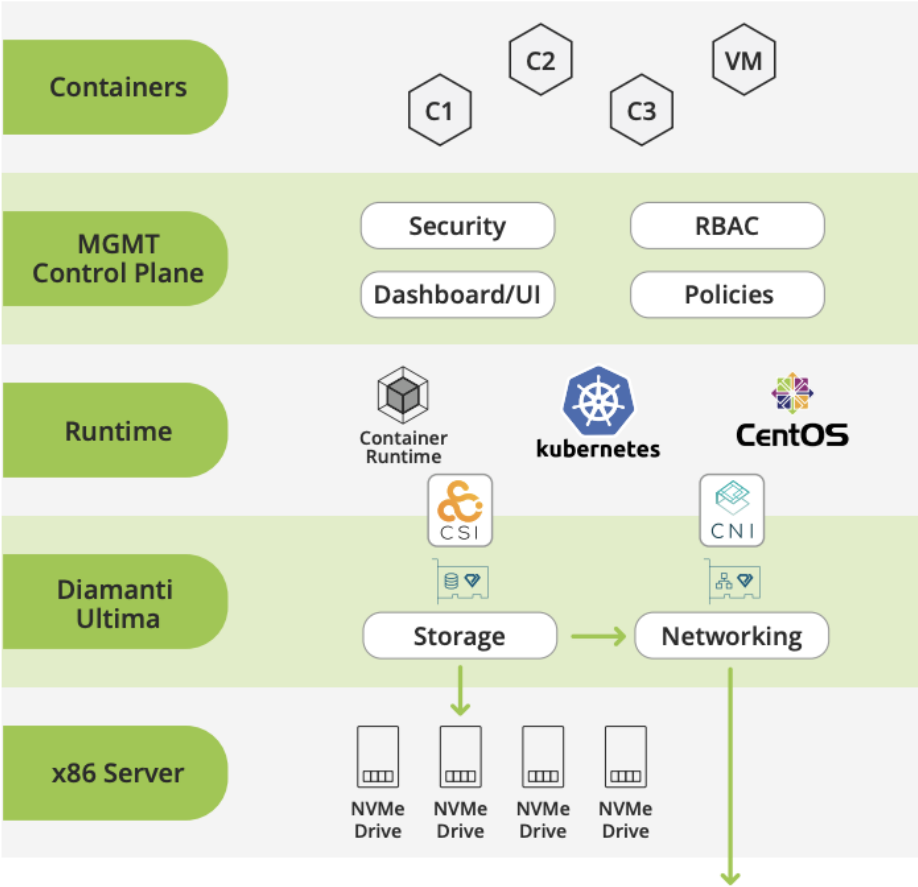 Containers
C1
C2
C3
VM
MGMT
Control Plane
Security
RBAC
Dashboard/UI
Policies
Runtime
Container
Runtime
kubernetes
CentOS
CSI
CNI
Diamanti
Ultima
Storage
Networking
x86 Server
NVMe
Drive
NVMe
Drive
NVMe
Drive
NVMe
Drive